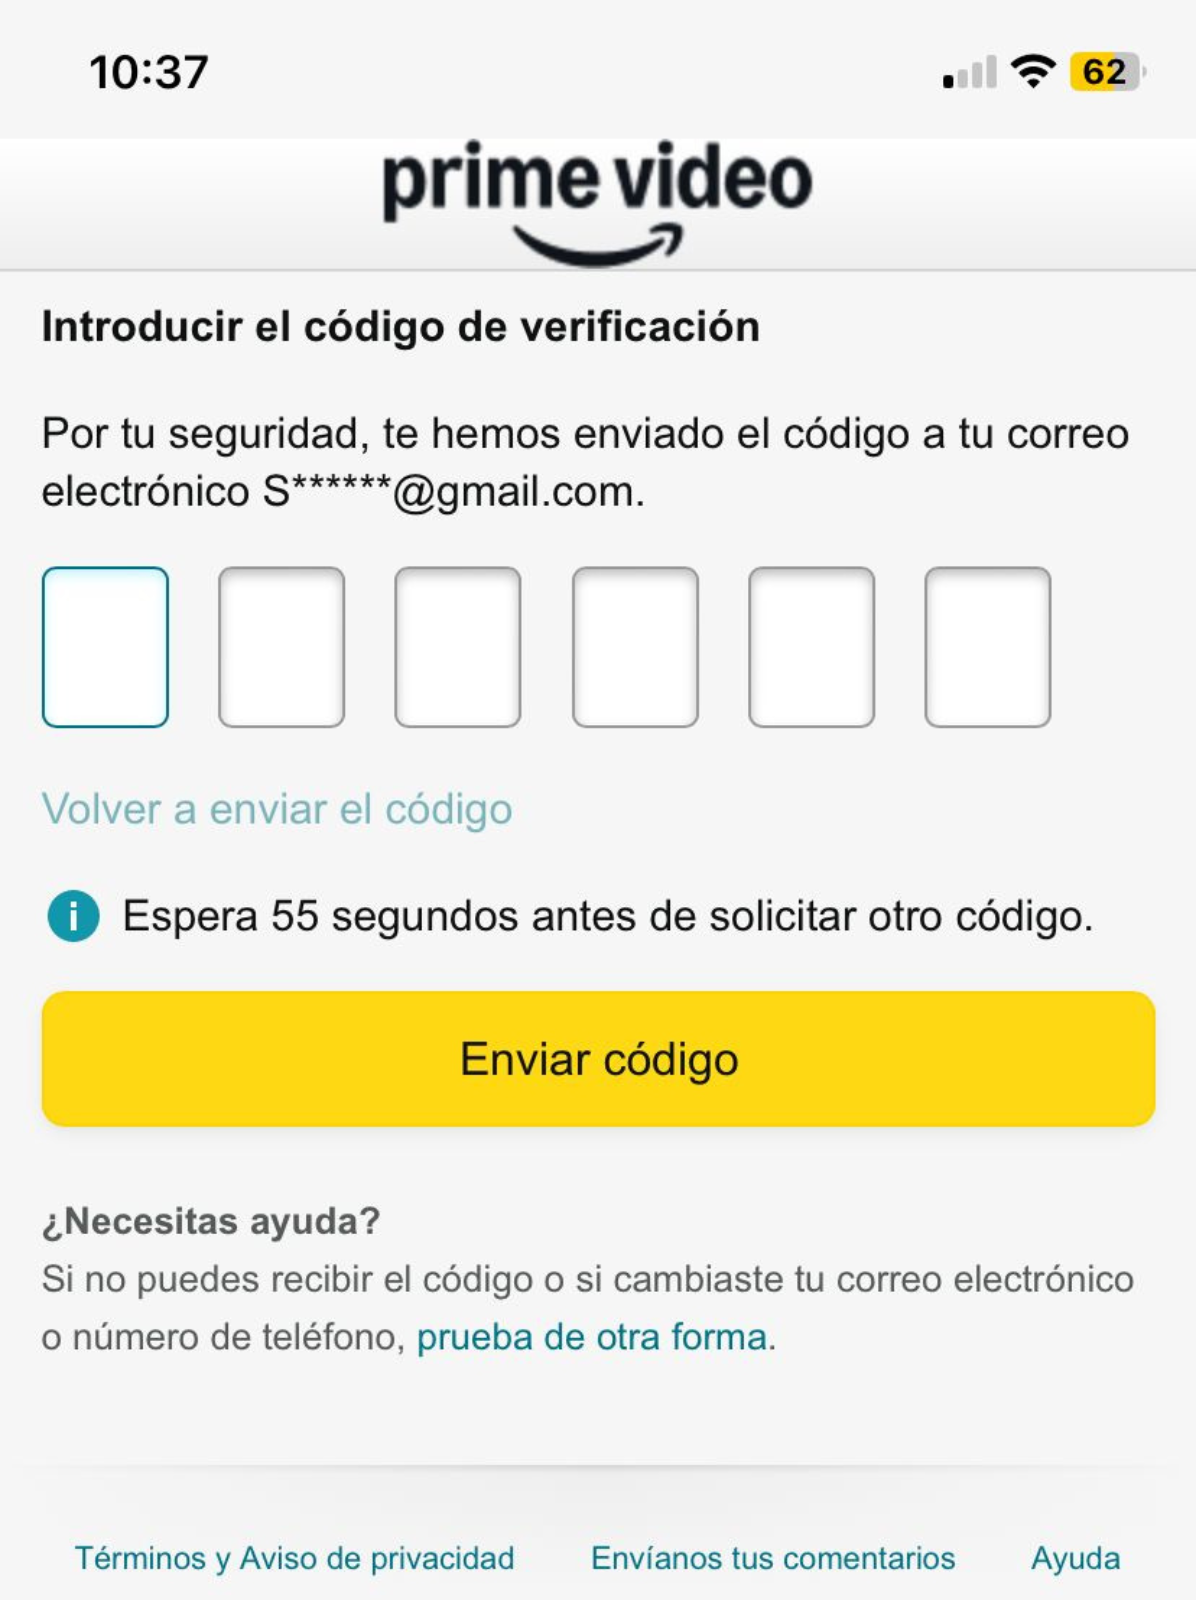 10:37
62
prime video
Introducir el código de verificación
Por tu seguridad, te hemos enviado el código a tu correo
electrónico S******@gmail.com.
Volver a enviar el código
i Espera 55 segundos antes de solicitar otro código.
Enviar código
¿Necesitas ayuda?
Si no puedes recibir el código o si cambiaste tu correo electrónico
o número de teléfono, prueba de otra forma.
Términos y Aviso de privacidad Envíanos tus comentarios Ayuda